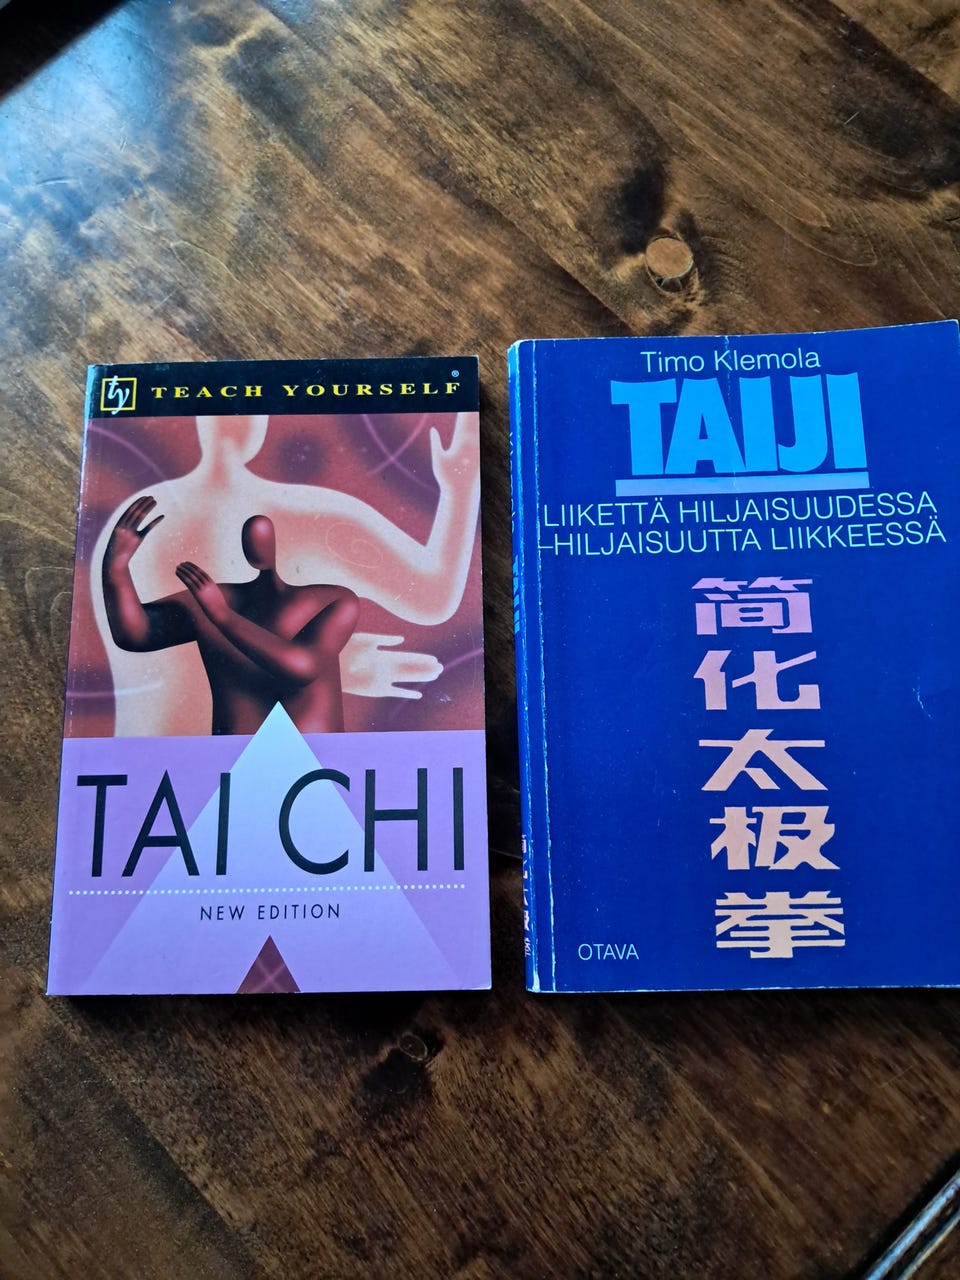 ty TEACH YOURSELF®
TAI CHI
NEW EDITION
Timo Klemola
TAIJI
LIIKETTÄ HILJAISUUDESSA
–HILJAISUUTTA LIIKKEESSÄ
简
化
太
极
拳
OTAVA